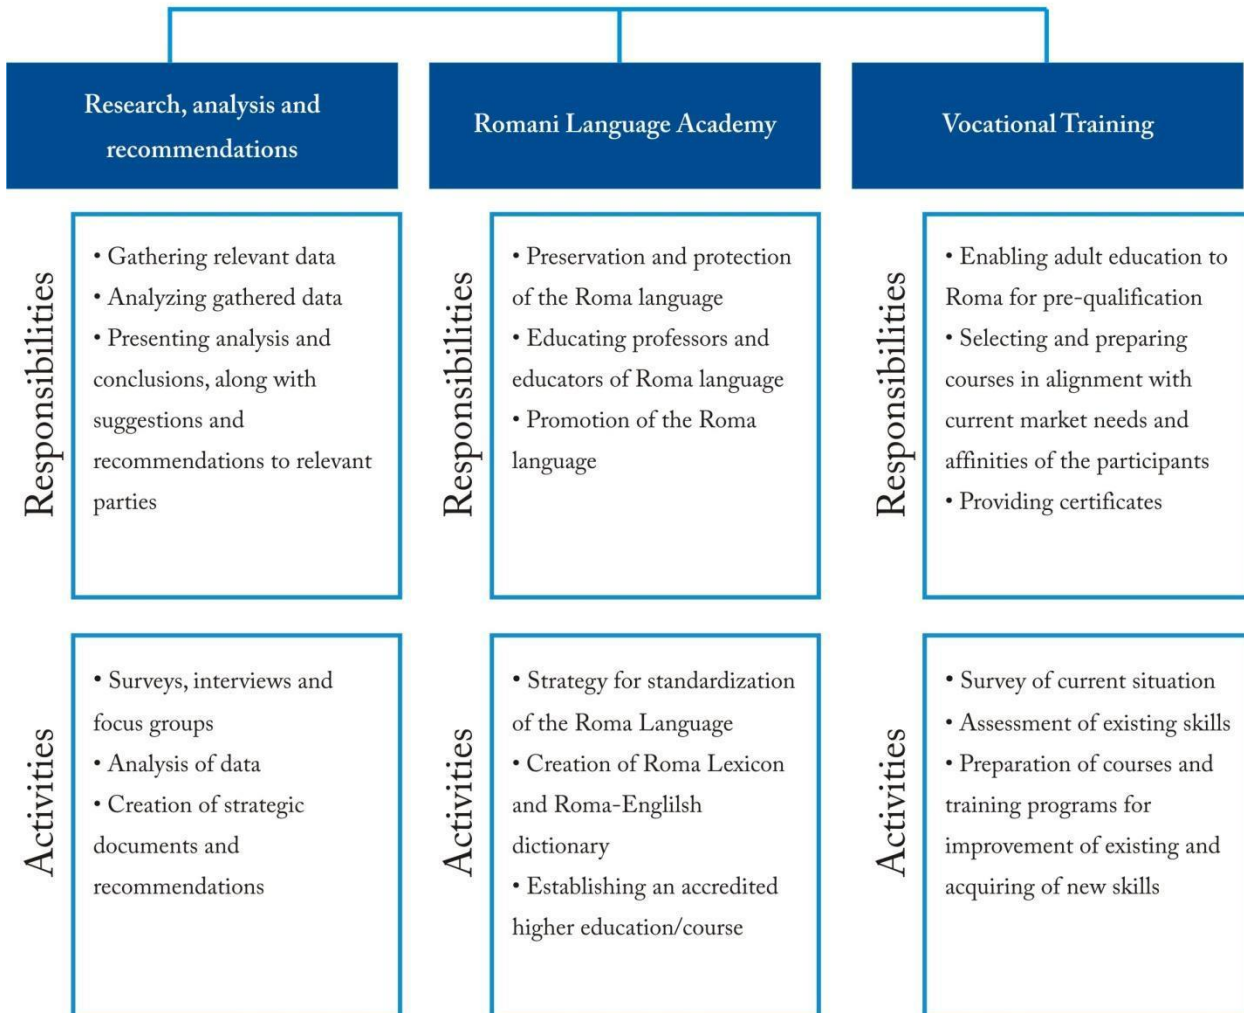 Research, analysis and
recommendations
Romani Language Academy
Vocational Training
Responsibilities
• Gathering relevant data
• Analyzing gathered data
• Presenting analysis and
conclusions, along with
suggestions and
recommendations to relevant
parties
Responsibilities
• Preservation and protection
of the Roma language
• Educating professors and
educators of Roma language
• Promotion of the Roma
language
Responsibilities
• Enabling adult education to
Roma for pre-qualification
• Selecting and preparing
courses in alignment with
current market needs and
affinities of the participants
• Providing certificates
Activities
• Surveys, interviews and
focus groups
• Analysis of data
• Creation of strategic
documents and
recommendations
Activities
• Strategy for standardization
of the Roma Language
• Creation of Roma Lexicon
and Roma-Englilsh
dictionary
• Establishing an accredited
higher education/course
Activities
• Survey of current situation
• Assessment of existing skills
• Preparation of courses and
training programs for
improvement of existing and
acquiring of new skills